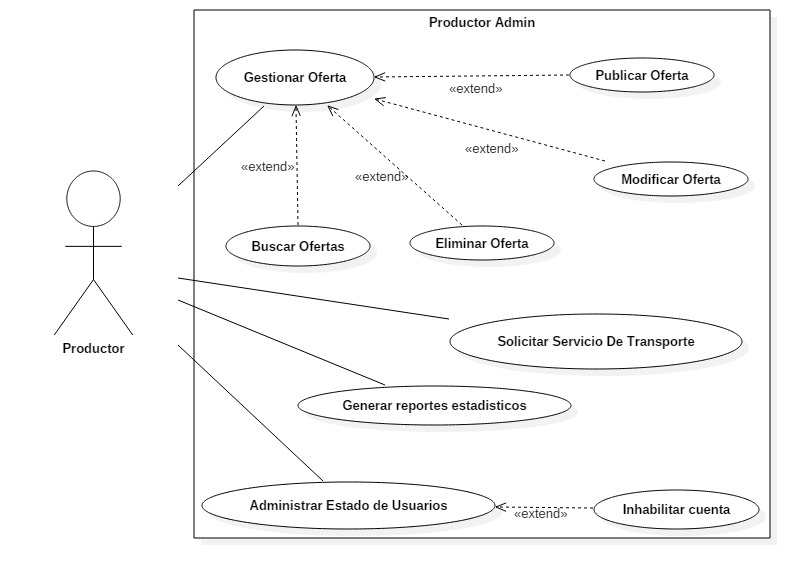 Productor Admin
Gestionar Oferta
Publicar Oferta
«extend»
«extend»
«extend»
«extend»
Modificar Oferta
Buscar Ofertas
Eliminar Oferta
Solicitar Servicio De Transporte
Productor
Generar reportes estadisticos
Administrar Estado de Usuarios
«extend»
Inhabilitar cuenta